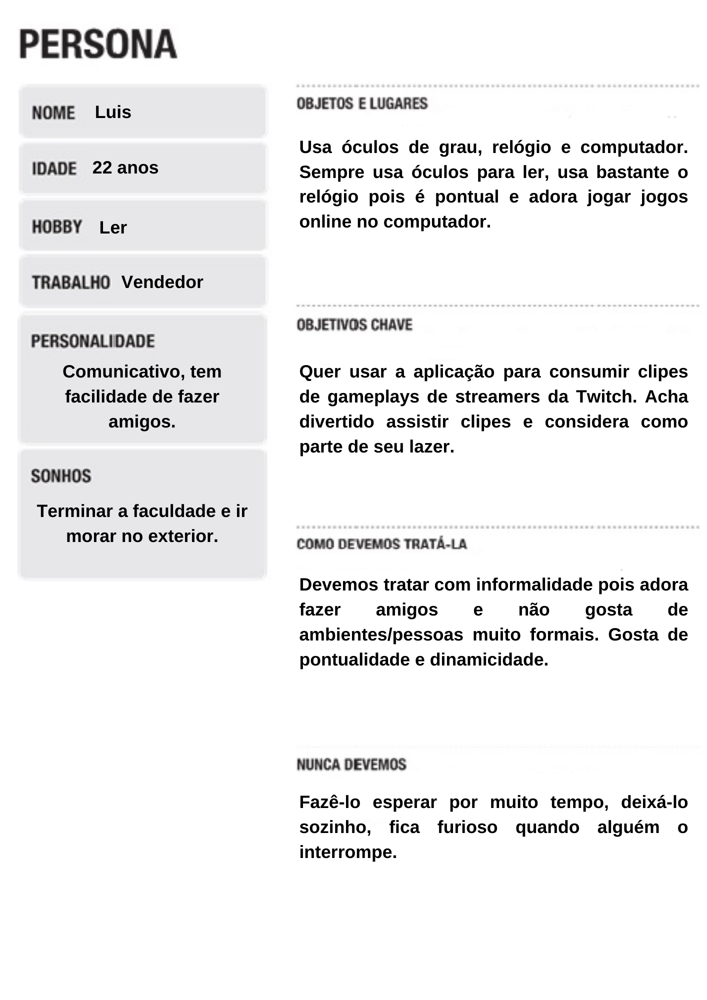 PERSONA
NOME Luis
IDADE 22 anos
HOBBY Ler
TRABALHO Vendedor
PERSONALIDADE
Comunicativo, tem
facilidade de fazer
amigos.
SONHOS
Terminar a faculdade e ir
morar no exterior.
OBJETOS E LUGARES
Usa óculos de grau, relógio e computador.
Sempre usa óculos para ler, usa bastante o
relógio pois é pontual e adora jogar jogos
online no computador.
OBJETIVOS CHAVE
Quer usar a aplicação para consumir clipes
de gameplays de streamers da Twitch. Acha
divertido assistir clipes e considera como
parte de seu lazer.
COMO DEVEMOS TRATÁ-LA
Devemos tratar com informalidade pois adora
fazer amigos e não gosta de
ambientes/pessoas muito formais. Gosta de
pontualidade e dinamicidade.
NUNCA DEVEMOS
Fazê-lo esperar por muito tempo, deixá-lo
sozinho, fica furioso quando alguém o
interrompe.